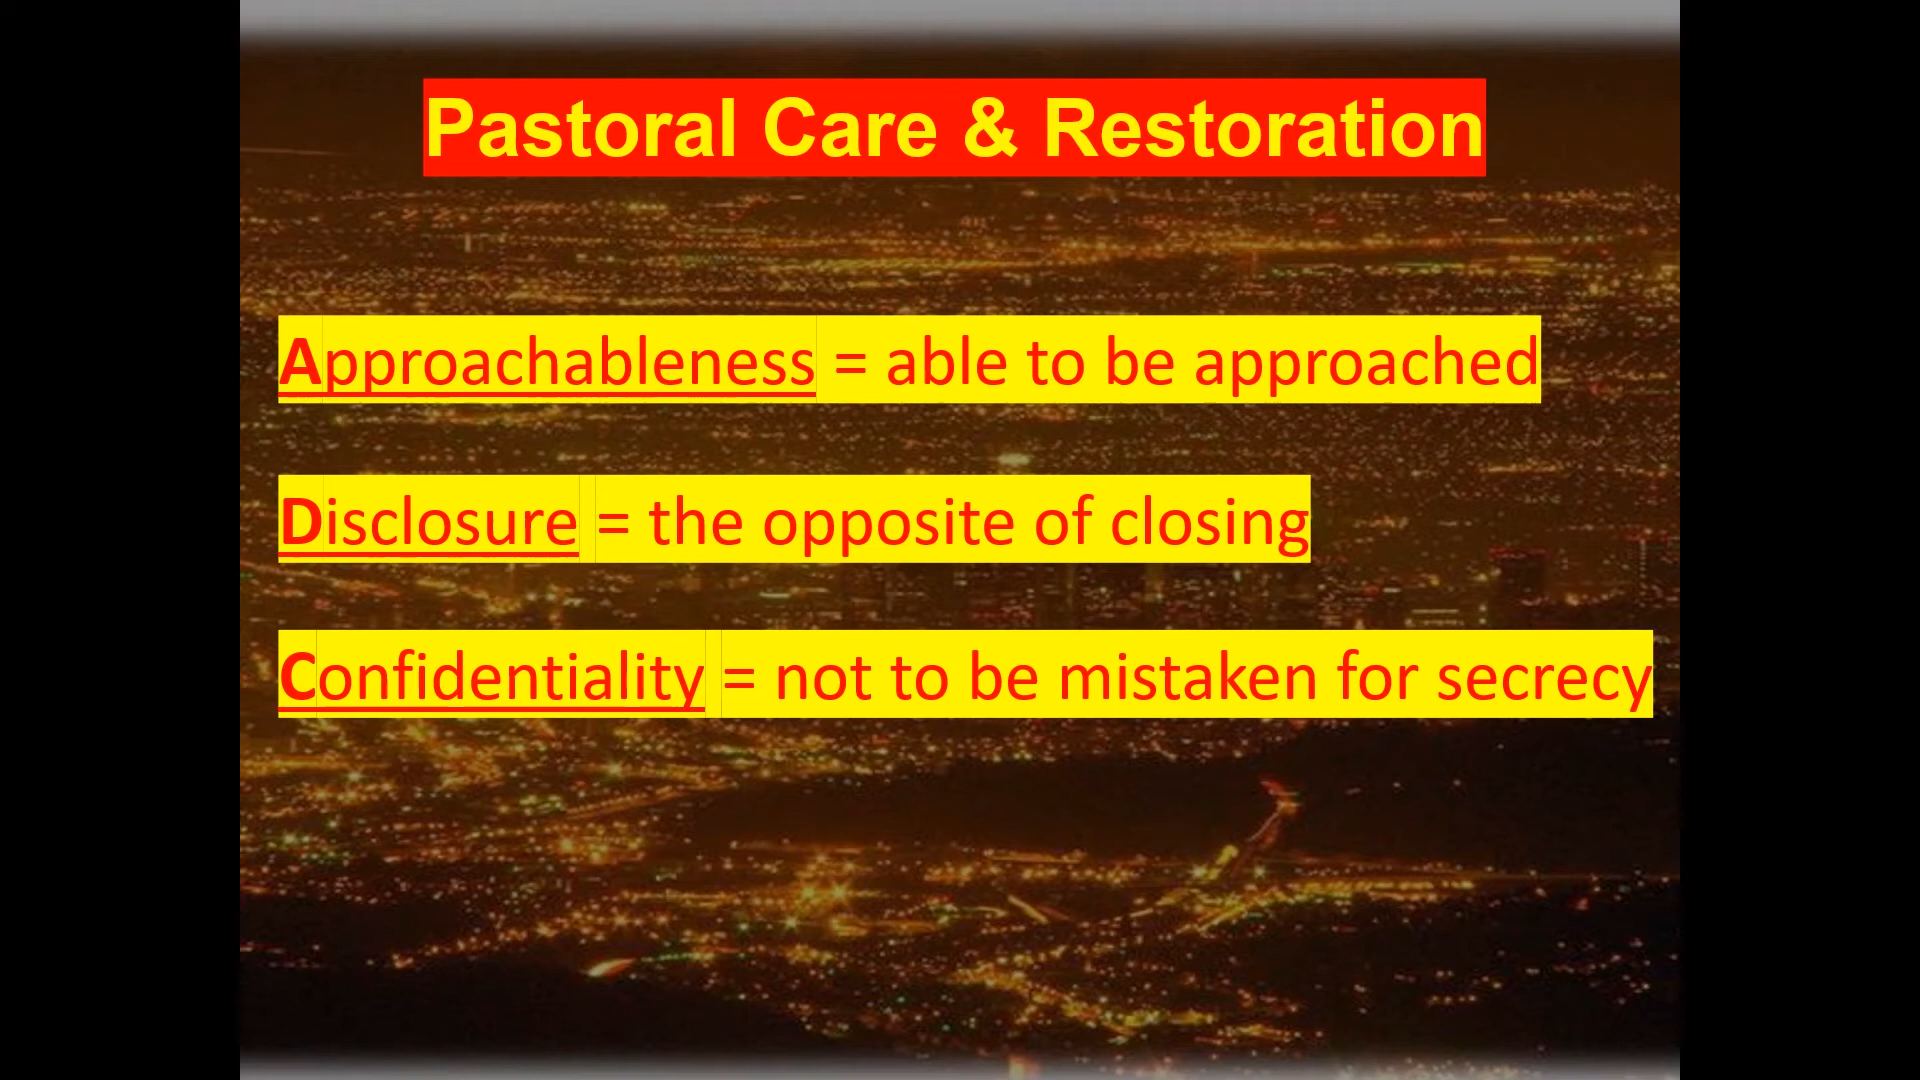 Pastoral Care & Restoration
Approachableness = able to be approached
Disclosure = the opposite of closing
Confidentiality = not to be mistaken for secrecy